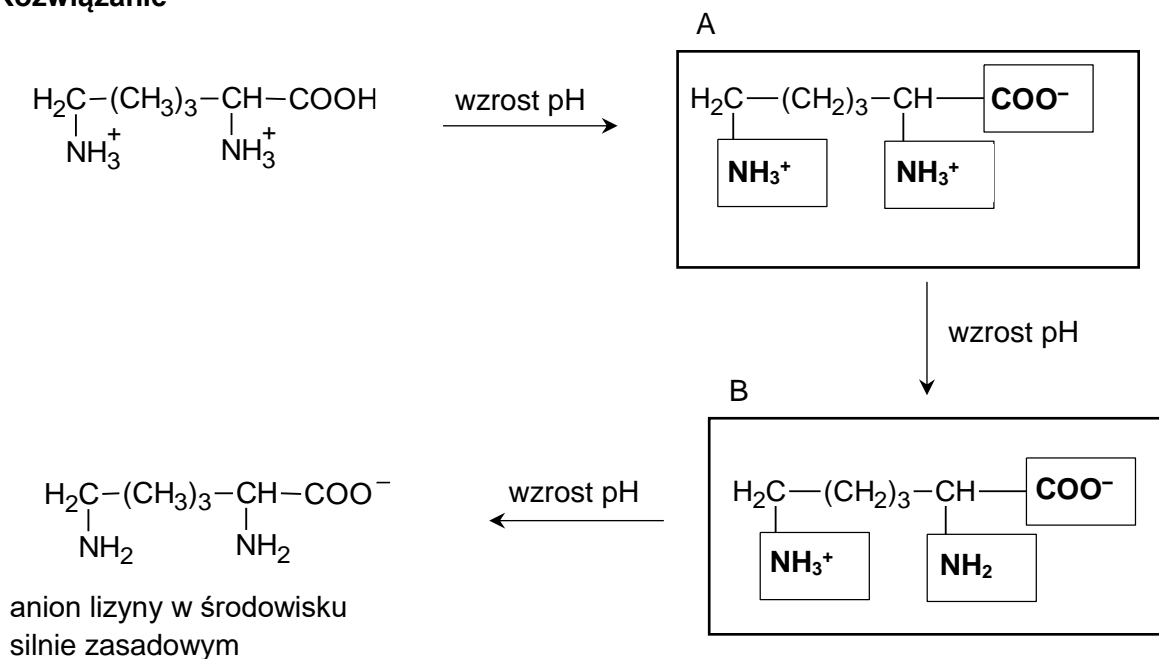 Rozwiązanie
H₂C–(CH₃)₃–CH–COOH
NH₃⁺ NH₃⁺
wzrost pH
A
H₂C–(CH₂)₃–CH–COO⁻
NH₃⁺ NH₃⁺
wzrost pH
B
H₂C–(CH₂)₃–CH–COO⁻
NH₃⁺ NH₂
wzrost pH
H₂C–(CH₃)₃–CH–COO⁻
NH₂ NH₂
anion lizyny w środowisku
silnie zasadowym